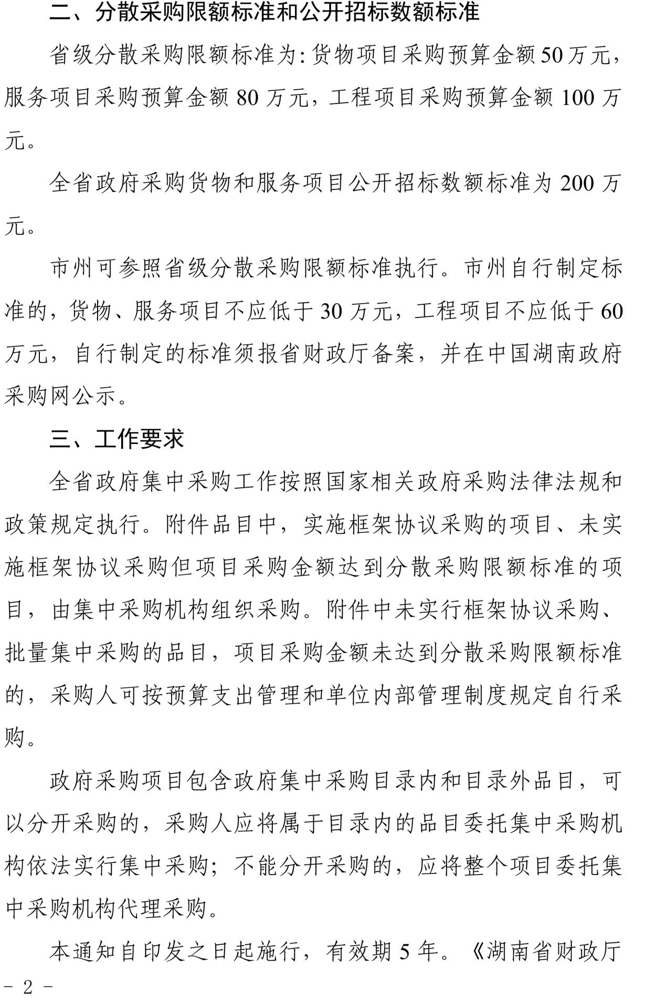 二、分散采购限额标准和公开招标数额标准
省级分散采购限额标准为：货物项目采购预算金额50万元，
服务项目采购预算金额 80 万元，工程项目采购预算金额 100 万
元。
全省政府采购货物和服务项目公开招标数额标准为 200 万
元。
市州可参照省级分散采购限额标准执行。市州自行制定标
准的，货物、服务项目不应低于 30 万元，工程项目不应低于 60
万元，自行制定的标准须报省财政厅备案，并在中国湖南政府
采购网公示。
三、工作要求
全省政府集中采购工作按照国家相关政府采购法律法规和
政策规定执行。附件品目中，实施框架协议采购的项目、未实
施框架协议采购但项目采购金额达到分散采购限额标准的项
目，由集中采购机构组织采购。附件中未实行框架协议采购、
批量集中采购的品目，项目采购金额未达到分散采购限额标准
的，采购人可按预算支出管理和单位内部管理制度规定自行采
购。
政府采购项目包含政府集中采购目录内和目录外品目，可
以分开采购的，采购人应将属于目录内的品目委托集中采购机
构依法实行集中采购；不能分开采购的，应将整个项目委托集
中采购机构代理采购。
本通知自印发之日起施行，有效期 5 年。《湖南省财政厅
- 2 -